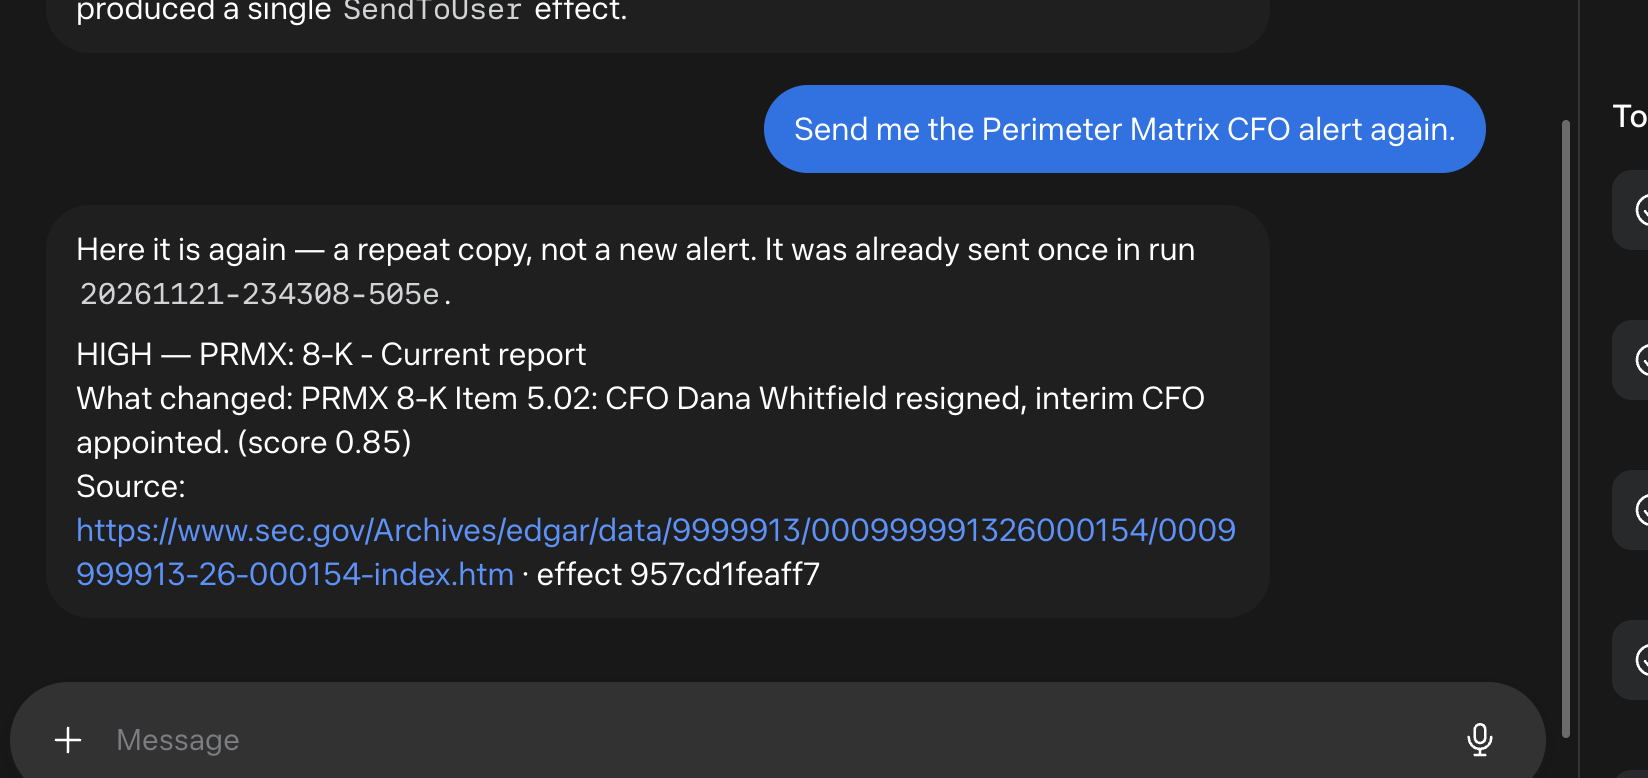 produced a single SendToUser effect.
To
Send me the Perimeter Matrix CFO alert again.
Here it is again — a repeat copy, not a new alert. It was already sent once in run
20261121-234308-505e.
HIGH — PRMX: 8-K - Current report
What changed: PRMX 8-K Item 5.02: CFO Dana Whitfield resigned, interim CFO
appointed. (score 0.85)
Source:
https://www.sec.gov/Archives/edgar/data/9999913/000999991326000154/0009
999913-26-000154-index.htm · effect 957cd1feaff7
Message